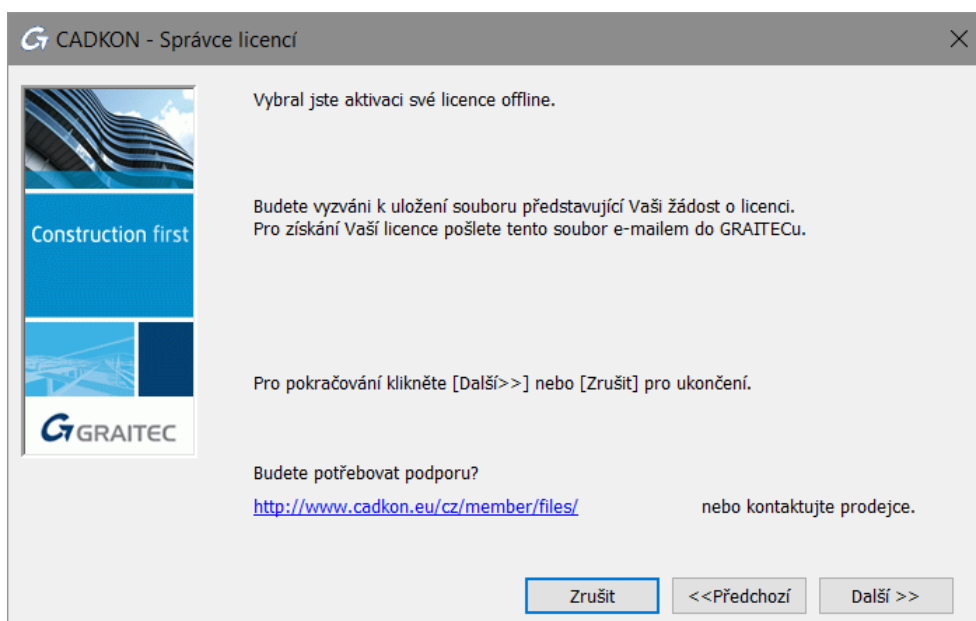 CADKON - Správce licencí
Vybral jste aktivaci své licence offline.
Budete vyzváni k uložení souboru představující Vaši žádost o licenci.
Pro získání Vaší licence pošlete tento soubor e-mailem do GRAITECu.
Construction first
Pro pokračování klikněte [Další>>] nebo [Zrušit] pro ukončení.
GRAITEC
Budete potřebovat podporu?
http://www.cadkon.eu/cz/member/files/ nebo kontaktujte prodejce.
Zrušit <<Předchozí Další >>